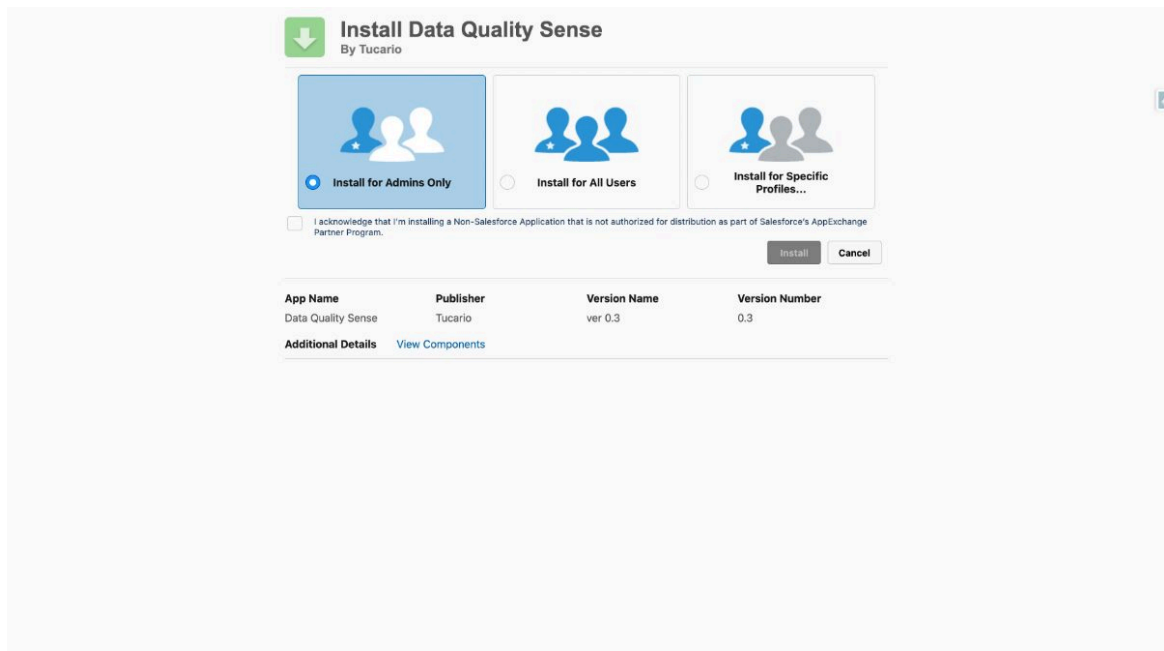 Install Data Quality Sense
By Tucario
Install for Admins Only
Install for All Users
Install for Specific
Profiles...
I acknowledge that I'm installing a Non-Salesforce Application that is not authorized for distribution as part of Salesforce's AppExchange
Partner Program.
Install Cancel
App Name Publisher Version Name Version Number
Data Quality Sense Tucario ver 0.3 0.3
Additional Details View Components